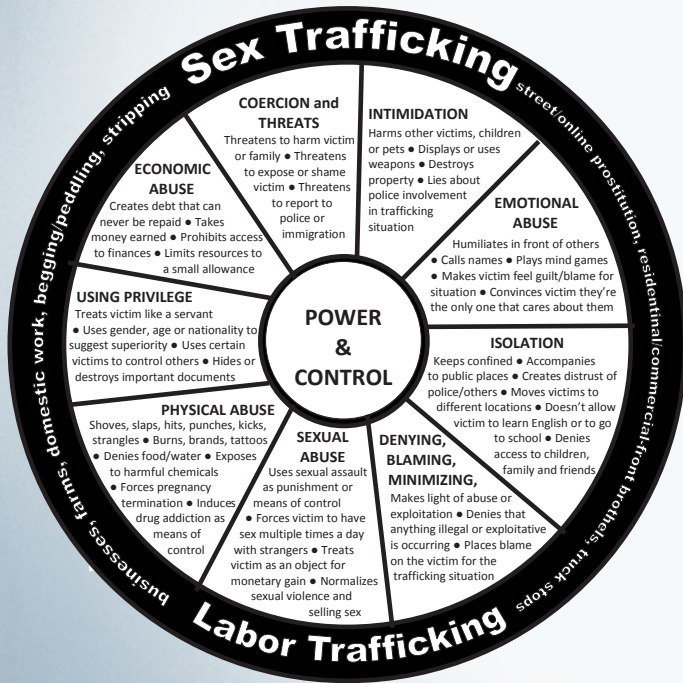 Sex Trafficking
street/online prostitution, residentinal/commercial-front brothels, truck stops
Labor Trafficking
businesses, farms, domestic work, begging/peddling, stripping
POWER
&
CONTROL
COERCION and
THREATS
Threatens to harm victim
or family ● Threatens
to expose or shame
victim ● Threatens
to report to
police or
immigration
INTIMIDATION
Harms other victims, children
or pets ● Displays or uses
weapons ● Destroys
property ● Lies about
police involvement
in trafficking
situation
EMOTIONAL
ABUSE
Humiliates in front of others
● Calls names ● Plays mind games
● Makes victim feel guilt/blame for
situation ● Convinces victim they're
the only one that cares about them
ISOLATION
Keeps confined ● Accompanies
to public places ● Creates distrust of
police/others ● Moves victims to
different locations ● Doesn't allow
victim to learn English or to go
to school ● Denies
access to children,
family and friends
DENYING,
BLAMING,
MINIMIZING,
Makes light of abuse or
exploitation ● Denies that
anything illegal or exploitative
is occurring ● Places blame
on the victim for the
trafficking situation
SEXUAL
ABUSE
Uses sexual assault
as punishment or
means of control
● Forces victim to have
sex multiple times a day
with strangers ● Treats
victim as an object for
monetary gain ● Normalizes
sexual violence and
selling sex
PHYSICAL ABUSE
Shoves, slaps, hits, punches, kicks,
strangles ● Burns, brands, tattoos
● Denies food/water ● Exposes
to harmful chemicals
● Forces pregnancy
termination ● Induces
drug addiction as
means of
control
USING PRIVILEGE
Treats victim like a servant
● Uses gender, age or nationality to
suggest superiority ● Uses certain
victims to control others ● Hides or
destroys important documents
ECONOMIC
ABUSE
Creates debt that can
never be repaid ● Takes
money earned ● Prohibits access
to finances ● Limits resources to
a small allowance